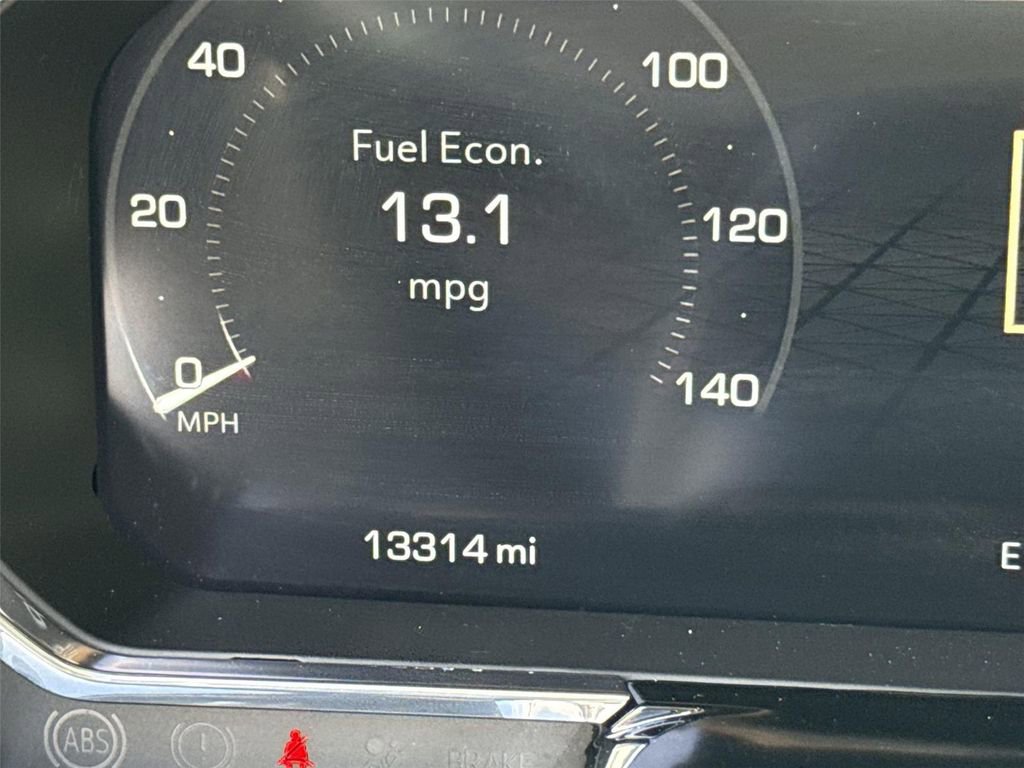 40
100
Fuel Econ.
13.1
20
120
mpg
0
140
MPH
13314 mi
E
ABS
BRAKE